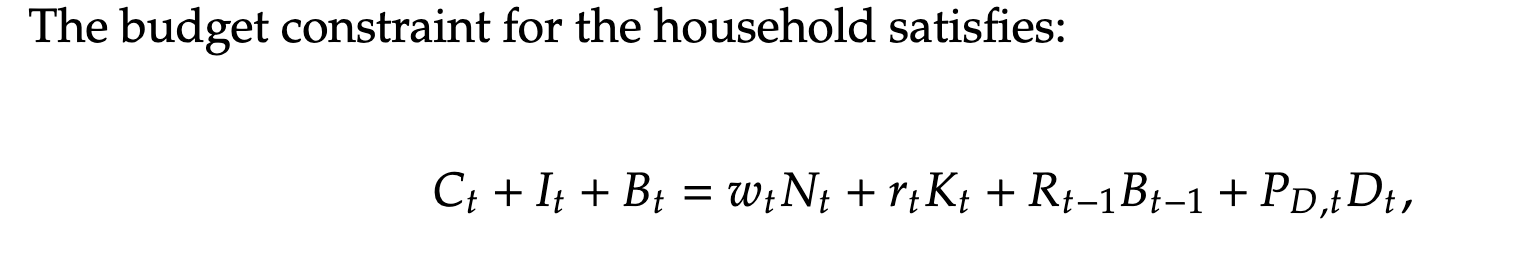 The budget constraint for the household satisfies:
C_t + I_t + B_t = w_t N_t + r_t K_t + R_{t−1} B_{t−1} + P_{D,t} D_t,